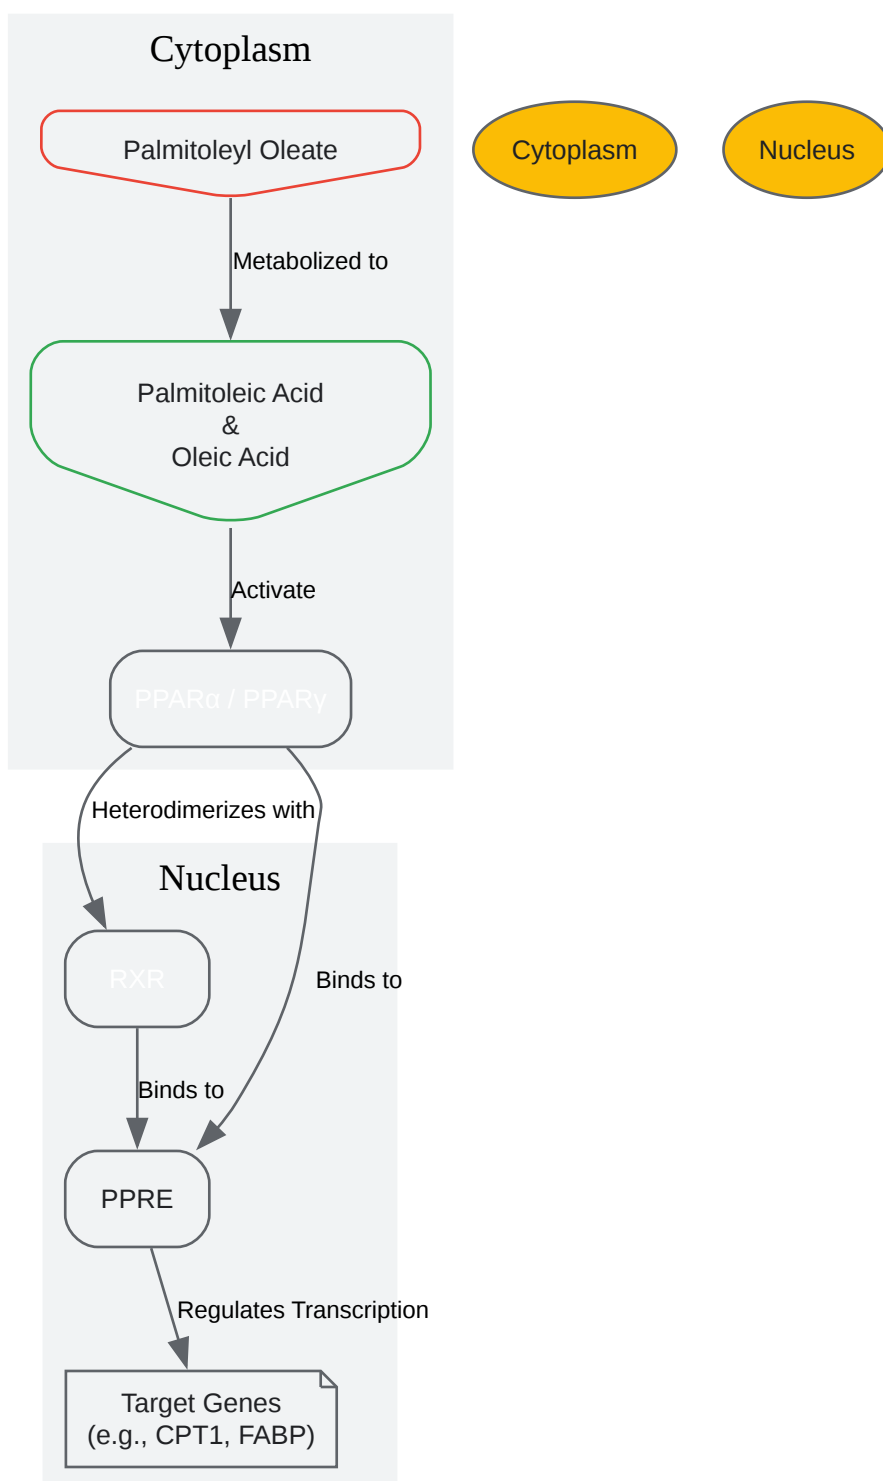 Cytoplasm
Palmitoleyl Oleate
Cytoplasm
Nucleus
Metabolized to
Palmitoleic Acid
&
Oleic Acid
Activate
PPARα / PPARγ
Heterodimerizes with
Nucleus
RXR
Binds to
Binds to
PPRE
Regulates Transcription
Target Genes
(e.g., CPT1, FABP)